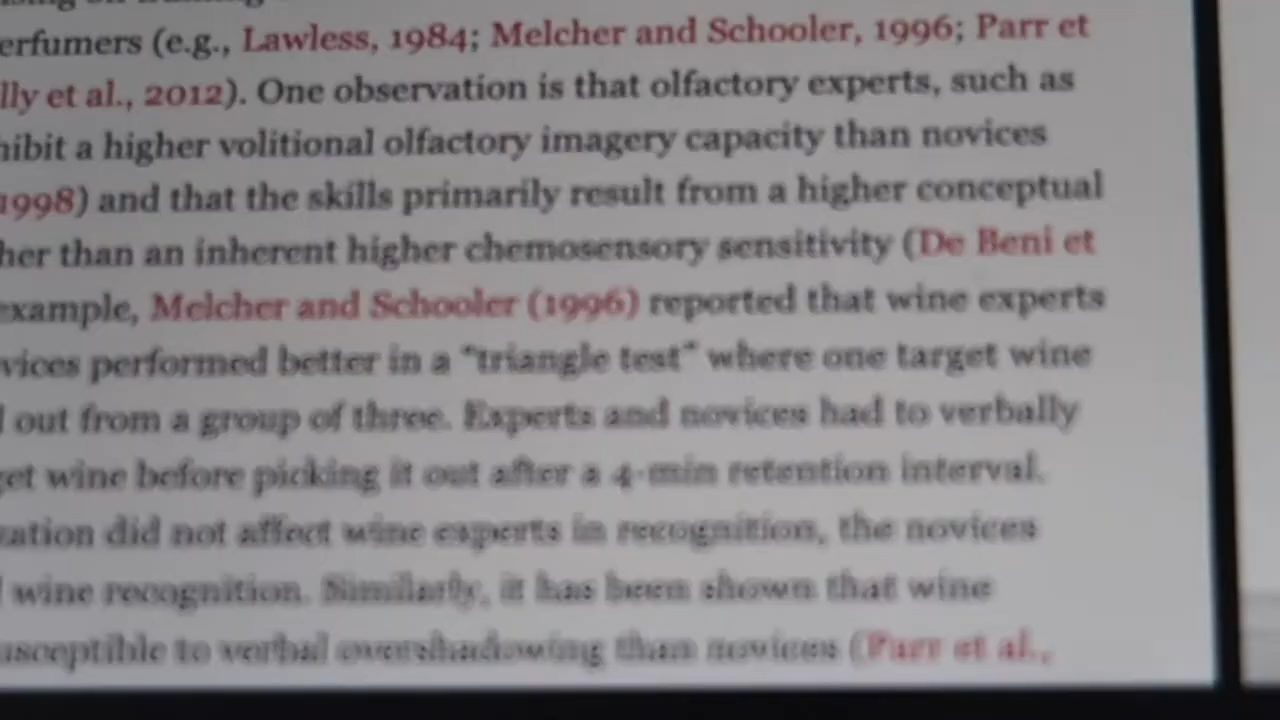 erfumers (e.g., Lawless, 1984; Melcher and Schooler, 1996; Parr et
lly et al., 2012). One observation is that olfactory experts, such as
hibit a higher volitional olfactory imagery capacity than novices
1998) and that the skills primarily result from a higher conceptual
her than an inherent higher chemosensory sensitivity (De Beni et
example, Melcher and Schooler (1996) reported that wine experts
vices performed better in a “triangle test” where one target wine
out from a group of three. Experts and novices had to verbally
get wine before picking it out after a 4-min retention interval.
ation did not affect wine experts in recognition, the novices
wine recognition. Similarly, it has been shown that wine
usceptible to verbal overshadowing than novices (Parr et al.,